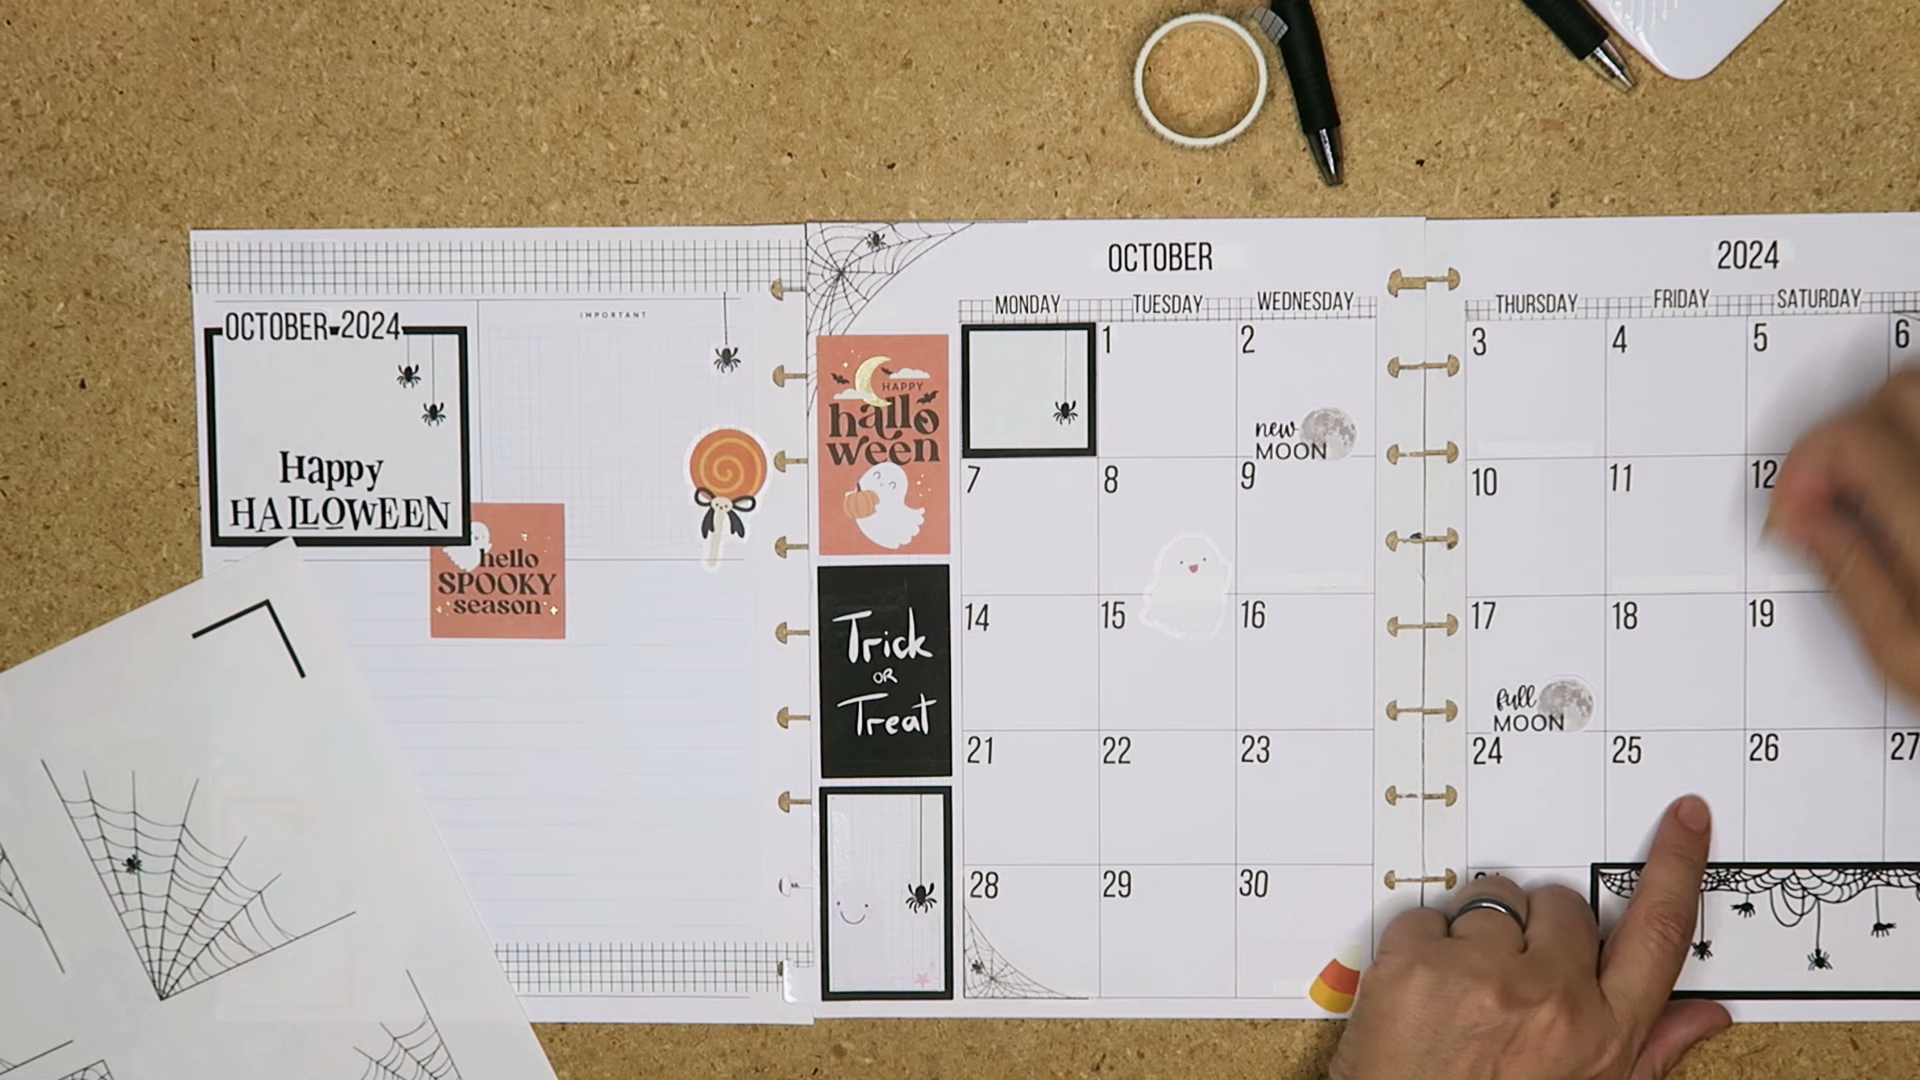 OCTOBER 2024
Happy
HALLOWEEN
IMPORTANT
hello
SPOOKY
season
HAPPY
hallo
ween
Trick
OR
Treat
OCTOBER
2024
MONDAY TUESDAY WEDNESDAY THURSDAY FRIDAY SATURDAY
1 2 3 4 5 6
new
MOON
7 8 9 10 11 12
14 15 16 17 18 19
full
MOON
21 22 23 24 25 26 27
28 29 30